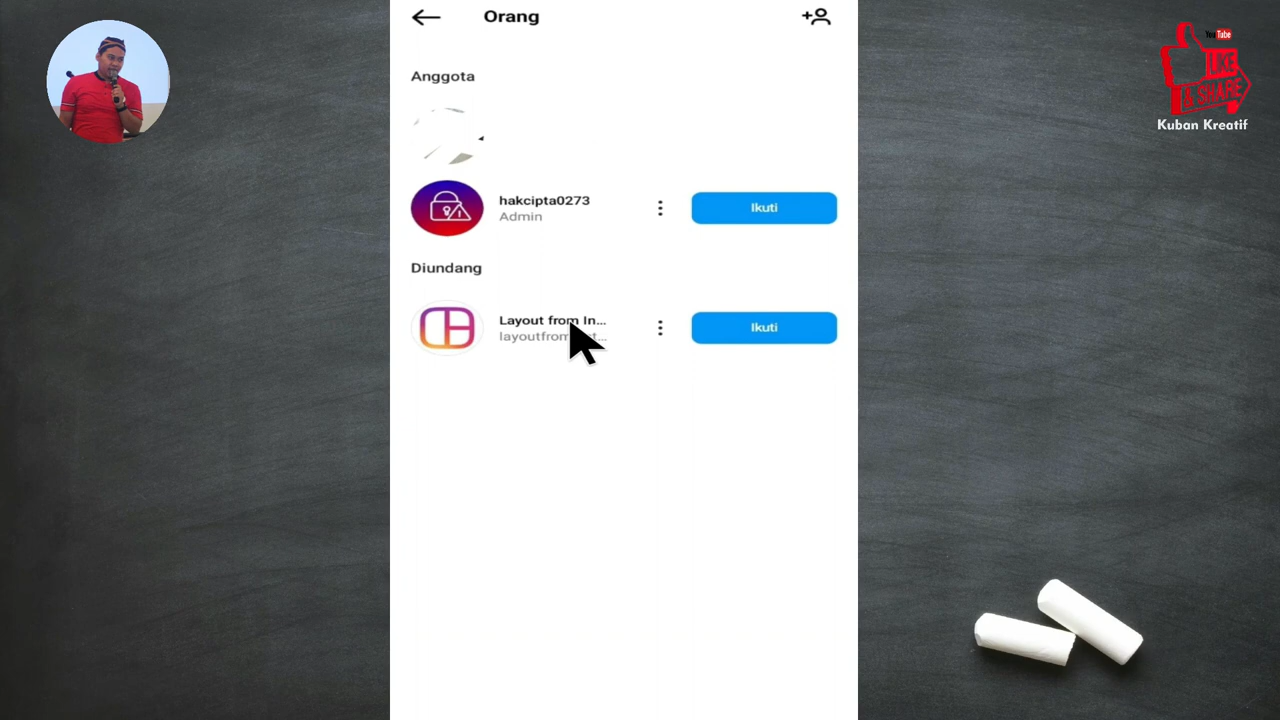 Orang
Anggota
hakcipta0273
Admin
Ikuti
Diundang
Layout from In...
Ikuti
YouTube
LIKE
& SHARE
Kuban Kreatif